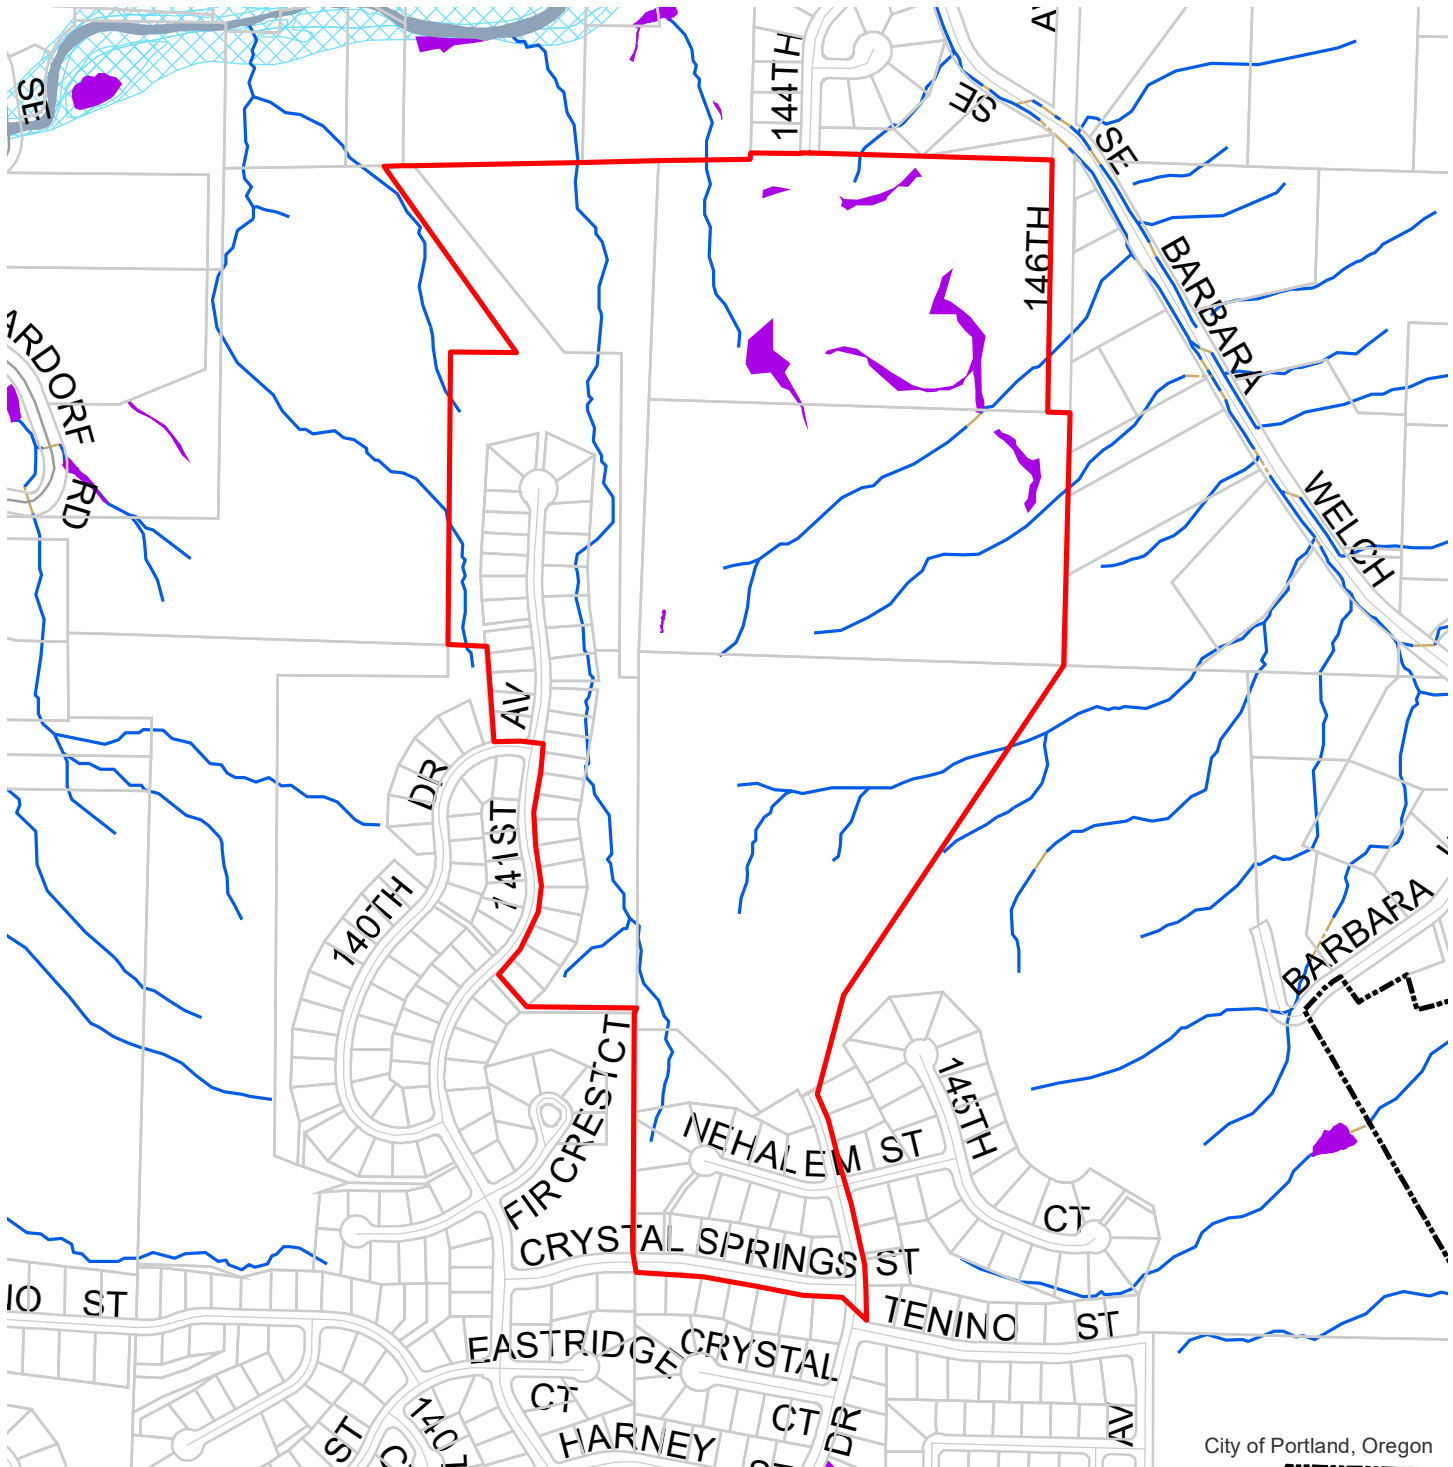 SE
144TH
SE
SE
146TH
BARBARA
WELCH
ARDORF
RD
AV
DR
141ST
140TH
BARBARA
FIRCREST CT
145TH
NEHALEM ST
CT
CRYSTAL SPRINGS ST
IO ST
TENINO ST
EASTRIDGE
CRYSTAL
CT
CT
DR
AV
HARNEY
ST
140
City of Portland, Oregon